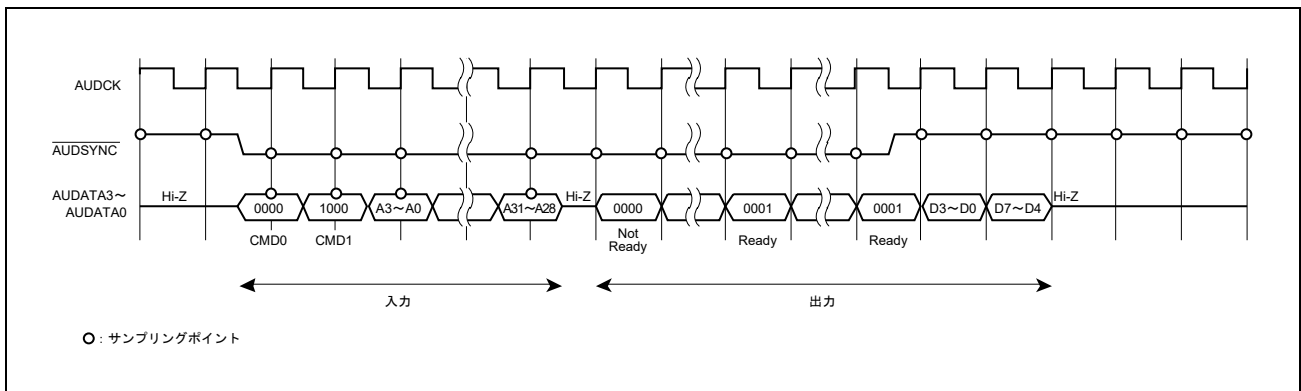 AUDCK
AUDSYNC
AUDATA3～
AUDATA0
Hi-Z
0000
1000
A3～A0
A31～A28
Hi-Z
0000
0001
0001
D3～D0
D7～D4
Hi-Z
CMD0
CMD1
Not
Ready
Ready
Ready
入力
出力
：サンプリングポイント